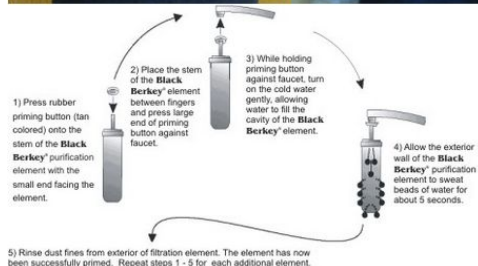 1) Press rubber
priming button (tan
colored) onto the
stem of the Black
Berkey® purification
element with the
small end facing the
element.
2) Place the stem
of the Black
Berkey® element
between fingers
and press large
end of priming
button against
faucet.
3) While holding
priming button
against faucet, turn
on the cold water
gently, allowing
water to fill the
cavity of the Black
Berkey® element.
4) Allow the exterior
wall of the Black
Berkey® purification
element to sweat
beads of water for
about 5 seconds.
5) Rinse dust fines from exterior of filtration element. The element has now
been successfully primed. Repeat steps 1 - 5 for each additional element.